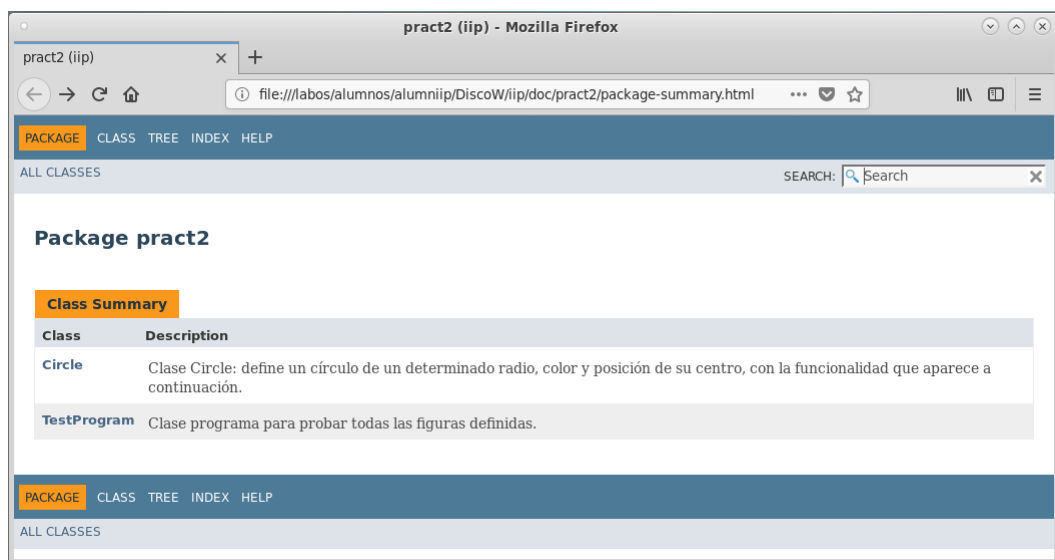 pract2 (iip) - Mozilla Firefox
pract2 (iip)
file:///labos/alumnos/alumniip/DiscoW/iip/doc/pract2/package-summary.html
PACKAGE CLASS TREE INDEX HELP
ALL CLASSES SEARCH: Search
Package pract2
Class Summary
Class Description
Circle Clase Circle: define un círculo de un determinado radio, color y posición de su centro, con la funcionalidad que aparece a
continuación.
TestProgram Clase programa para probar todas las figuras definidas.
PACKAGE CLASS TREE INDEX HELP
ALL CLASSES